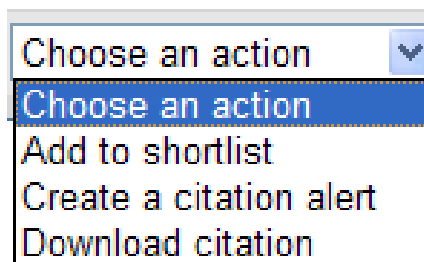 Choose an action
Choose an action
Add to shortlist
Create a citation alert
Download citation